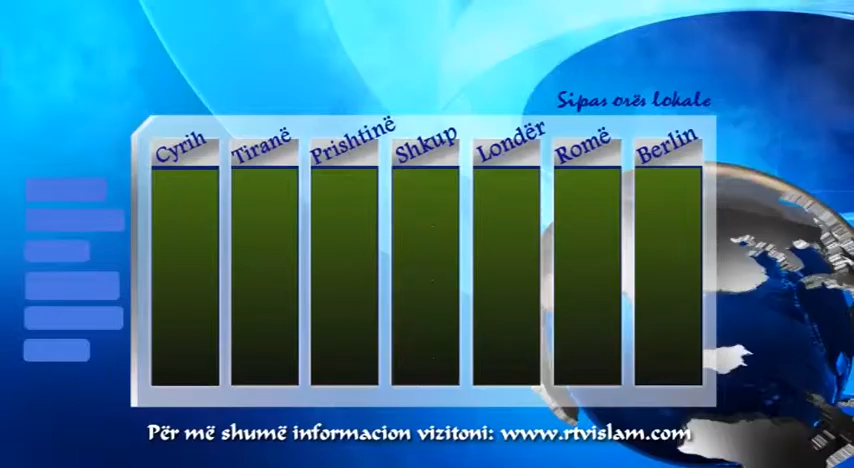 Sipas orës lokale
Cyrih Tiranë Prishtinë Shkup Londër Romë Berlin
Për më shumë informacion vizitoni: www.rtvislam.com